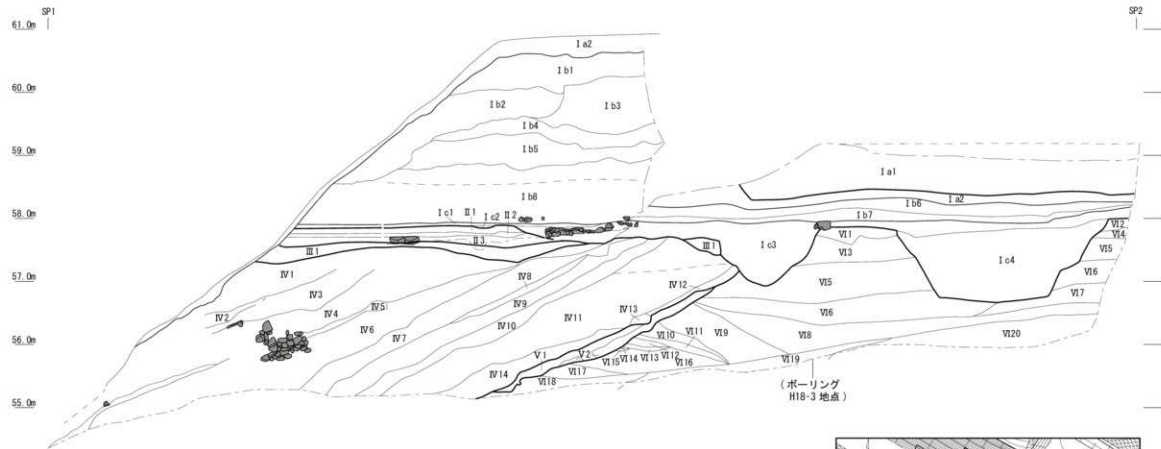 SP1
SP2
61.0m
Ⅰa2
Ⅰb1
60.0m
Ⅰb2
Ⅰb3
Ⅰb4
59.0m
Ⅰb5
Ⅰa1
Ⅰb8
Ⅰa2
Ⅰb6
58.0m
Ⅰc1
Ⅱ1
Ⅰc2
Ⅱ2
Ⅰb7
Ⅵ2
Ⅵ4
Ⅱ3
Ⅲ1
Ⅲ1
Ⅰc3
Ⅵ1
Ⅵ3
Ⅰc4
Ⅵ5
57.0m
Ⅳ1
Ⅳ8
Ⅵ5
Ⅵ6
Ⅳ3
Ⅳ5
Ⅳ9
Ⅳ12
Ⅵ7
Ⅳ2
Ⅳ4
Ⅳ6
Ⅳ10
Ⅳ11
Ⅳ13
Ⅵ6
56.0m
Ⅳ7
Ⅵ10
Ⅵ11
Ⅵ9
Ⅵ8
Ⅵ20
Ⅴ1
Ⅴ2
Ⅵ14
Ⅵ13
Ⅵ12
Ⅳ14
Ⅵ15
Ⅵ16
Ⅵ19
Ⅵ17
Ⅵ18
55.0m
(ボーリング
H18-3 地点)